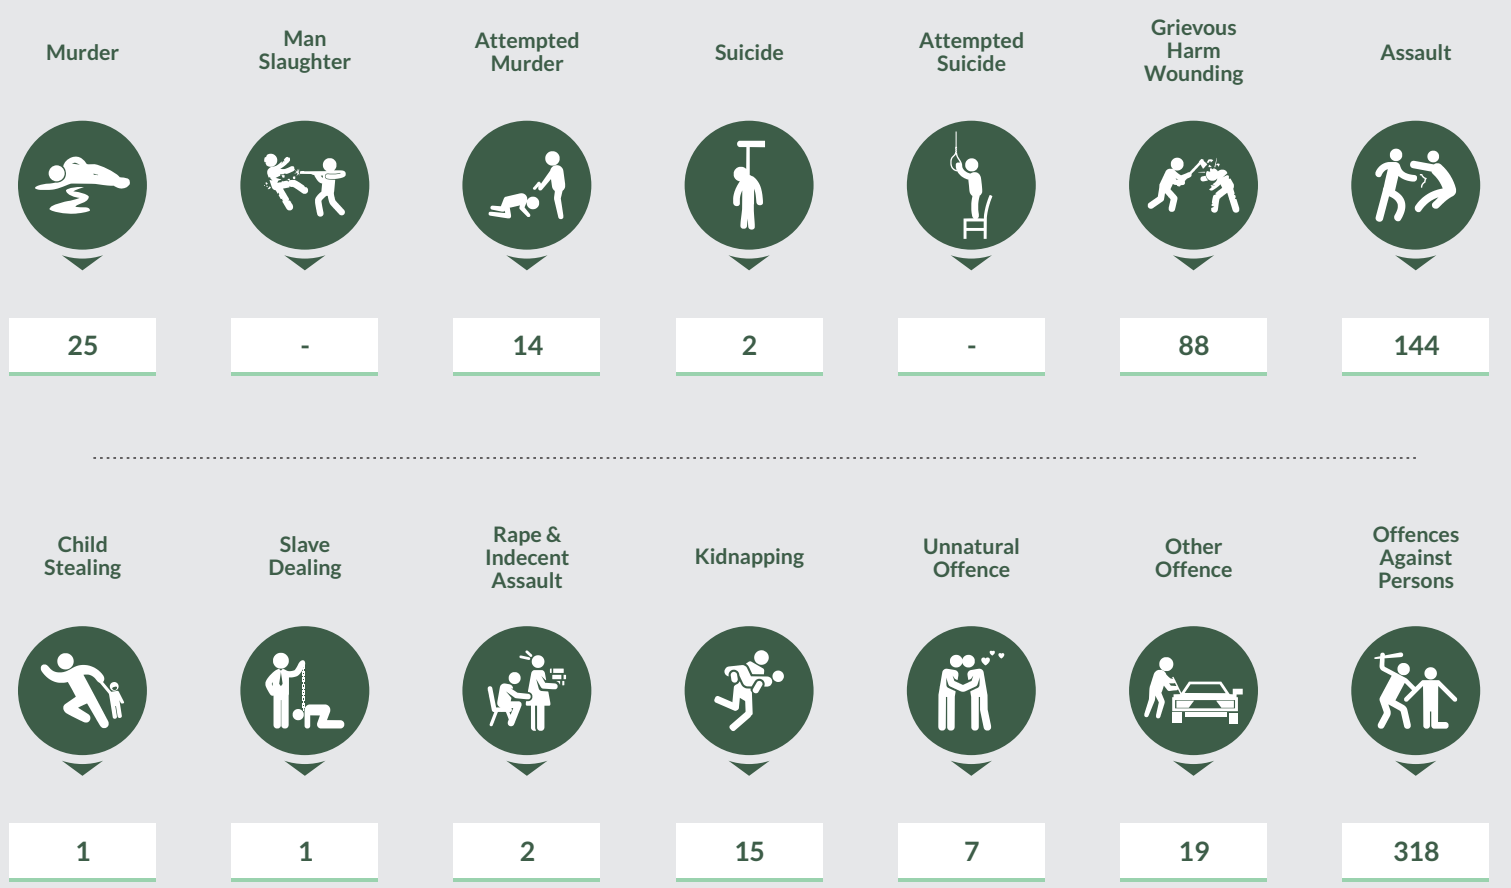 Murder
Man
Slaughter
Attempted
Murder
Suicide
Attempted
Suicide
Grievous
Harm
Wounding
Assault
25
-
14
2
-
88
144
Child
Stealing
Slave
Dealing
Rape &
Indecent
Assault
Kidnapping
Unnatural
Offence
Other
Offence
Offences
Against
Persons
1
1
2
15
7
19
318